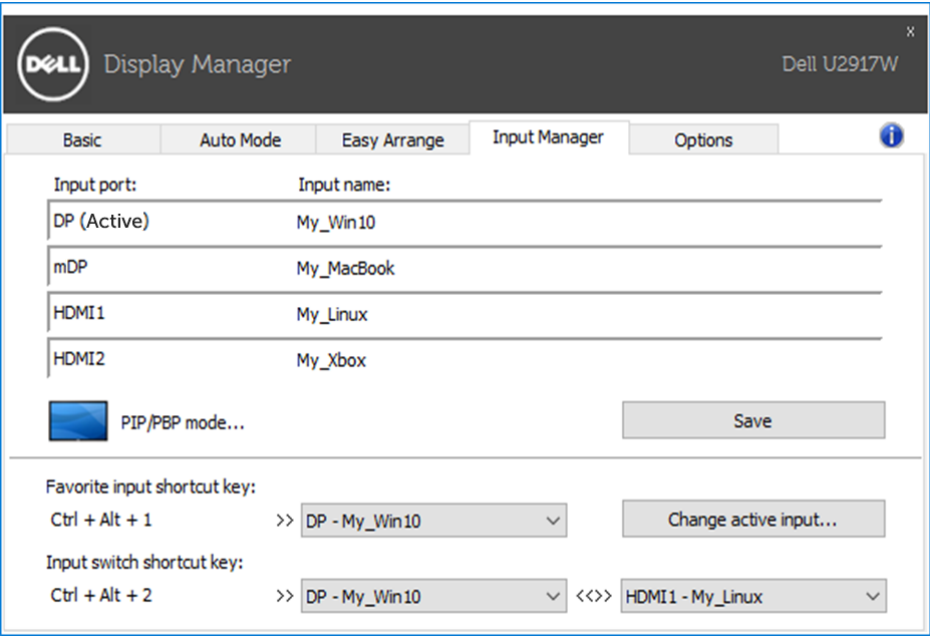 x
DELL Display Manager Dell U2917W
Basic Auto Mode Easy Arrange Input Manager Options i
Input port: Input name:
DP (Active) My_Win10
mDP My_MacBook
HDMI1 My_Linux
HDMI2 My_Xbox
PIP/PBP mode... Save
Favorite input shortcut key:
Ctrl + Alt + 1 >> DP - My_Win10 Change active input...
Input switch shortcut key:
Ctrl + Alt + 2 >> DP - My_Win10 <<>> HDMI1 - My_Linux